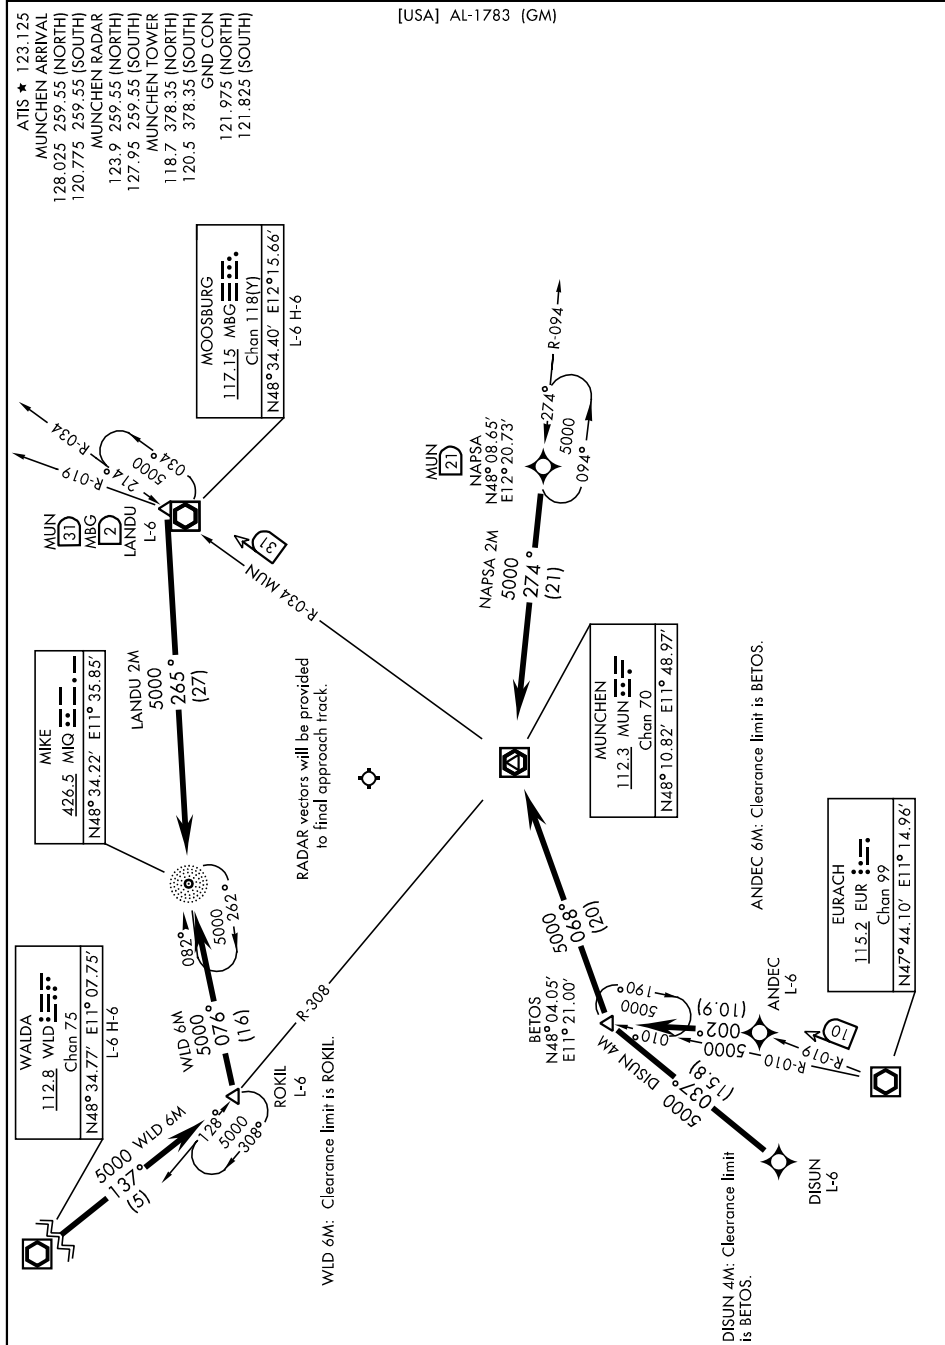 [USA] AL-1783 (GM)
ATIS ★ 123.125
MUNCHEN ARRIVAL
128.025 259.55 (NORTH)
120.775 259.55 (SOUTH)
MUNCHEN RADAR
123.9 259.55 (NORTH)
127.95 259.55 (SOUTH)
MUNCHEN TOWER
118.7 378.35 (NORTH)
120.5 378.35 (SOUTH)
GND CON
121.975 (NORTH)
121.825 (SOUTH)
WALDA
112.8 WLD
Chan 75
N48°34.77' E11°07.75'
L-6 H-6
5000 WLD 6M
137°
(5)
128°
5000
308°
ROKIL
L-6
WLD 6M: Clearance limit is ROKIL.
WLD 6M
5000
076°
(16)
R-308
MIKE
426.5 MIQ
N48°34.22' E11°35.85'
082°
5000
262°
LANDU 2M
5000
265°
(27)
MUN
31
MBG
2
LANDU
L-6
R-019
R-034
214°
5000
034°
MOOSBURG
117.15 MBG
Chan 118(Y)
N48°34.40' E12°15.66'
L-6 H-6
R-034 MUN
31
RADAR vectors will be provided
to final approach track.
MUN
21
NAPSA
N48°08.65'
E12°20.73'
R-094
274°
5000
094°
NAPSA 2M
5000
274°
(21)
MUNCHEN
112.3 MUN
Chan 70
N48°10.82' E11°48.97'
5000
068°
(20)
BETOS
N48°04.05'
E11°21.00'
190°
5000
010°
DISUN 4M
5000
037°
(15.8)
5000
002°
(10.9)
ANDEC
L-6
R-010
R-019
10
ANDEC 6M: Clearance limit is BETOS.
EURACH
115.2 EUR
Chan 99
N47°44.10' E11°14.96'
DISUN
L-6
DISUN 4M: Clearance limit
is BETOS.